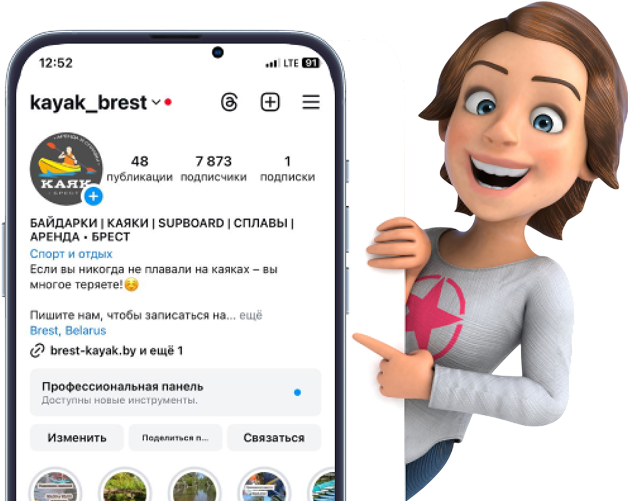 12:52
LTE 91
kayak_brest
КАЯК
БРЕСТ
48 7 873 1
публикации подписчики подписки
БАЙДАРКИ | КАЯКИ | SUPBOARD | СПЛАВЫ |
АРЕНДА • БРЕСТ
Спорт и отдых
Если вы никогда не плавали на каяках – вы
многое теряете!☺️
Пишите нам, чтобы записаться на... ещё
Brest, Belarus
brest-kayak.by и ещё 1
Профессиональная панель
Доступны новые инструменты.
Изменить Поделиться п... Связаться